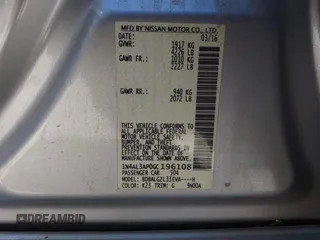 MFD BY NISSAN MOTOR CO., LTD.
DATE: 03/16
GVWR: 1917 KG
4226 LB
GAWR FR: 1010 KG
2227 LB
GAWR RR: 940 KG
2072 LB
THIS VEHICLE CONFORMS TO ALL
APPLICABLE FEDERAL MOTOR
VEHICLE SAFETY, BUMPER, AND THEFT
PREVENTION STANDARDS IN EFFECT
ON THE DATE OF MANUFACTURE
SHOWN ABOVE.
1N4AL3AP0GC196108
PASSENGER CAR
MODEL:
COLOR: K23 TRIM: G
DREAMBID